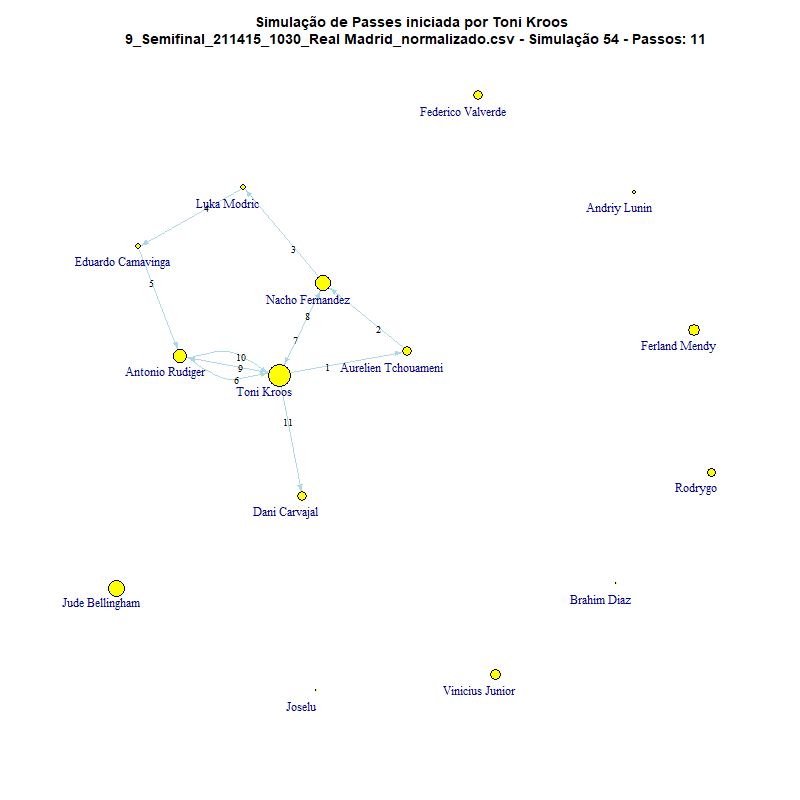 Simulação de Passes iniciada por Toni Kroos
9_Semifinal_211415_1030_Real Madrid_normalizado.csv - Simulação 54 - Passos: 11
Federico Valverde
Luka Modric
4
Andriy Lunin
3
Eduardo Camavinga
5
Nacho Fernandez
8
2
7
Ferland Mendy
10
9
1
Antonio Rudiger
Aurelien Tchouameni
6
Toni Kroos
11
Rodrygo
Dani Carvajal
Jude Bellingham
Brahim Diaz
Vinicius Junior
Joselu